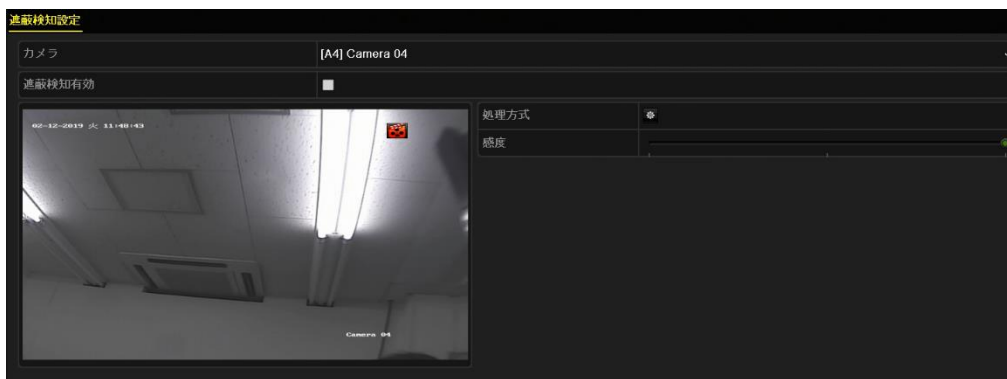 遮蔽検知設定
カメラ [A4] Camera 04
遮蔽検知有効
処理方式
感度
02-12-2019 火 11:48:43
Camera 04